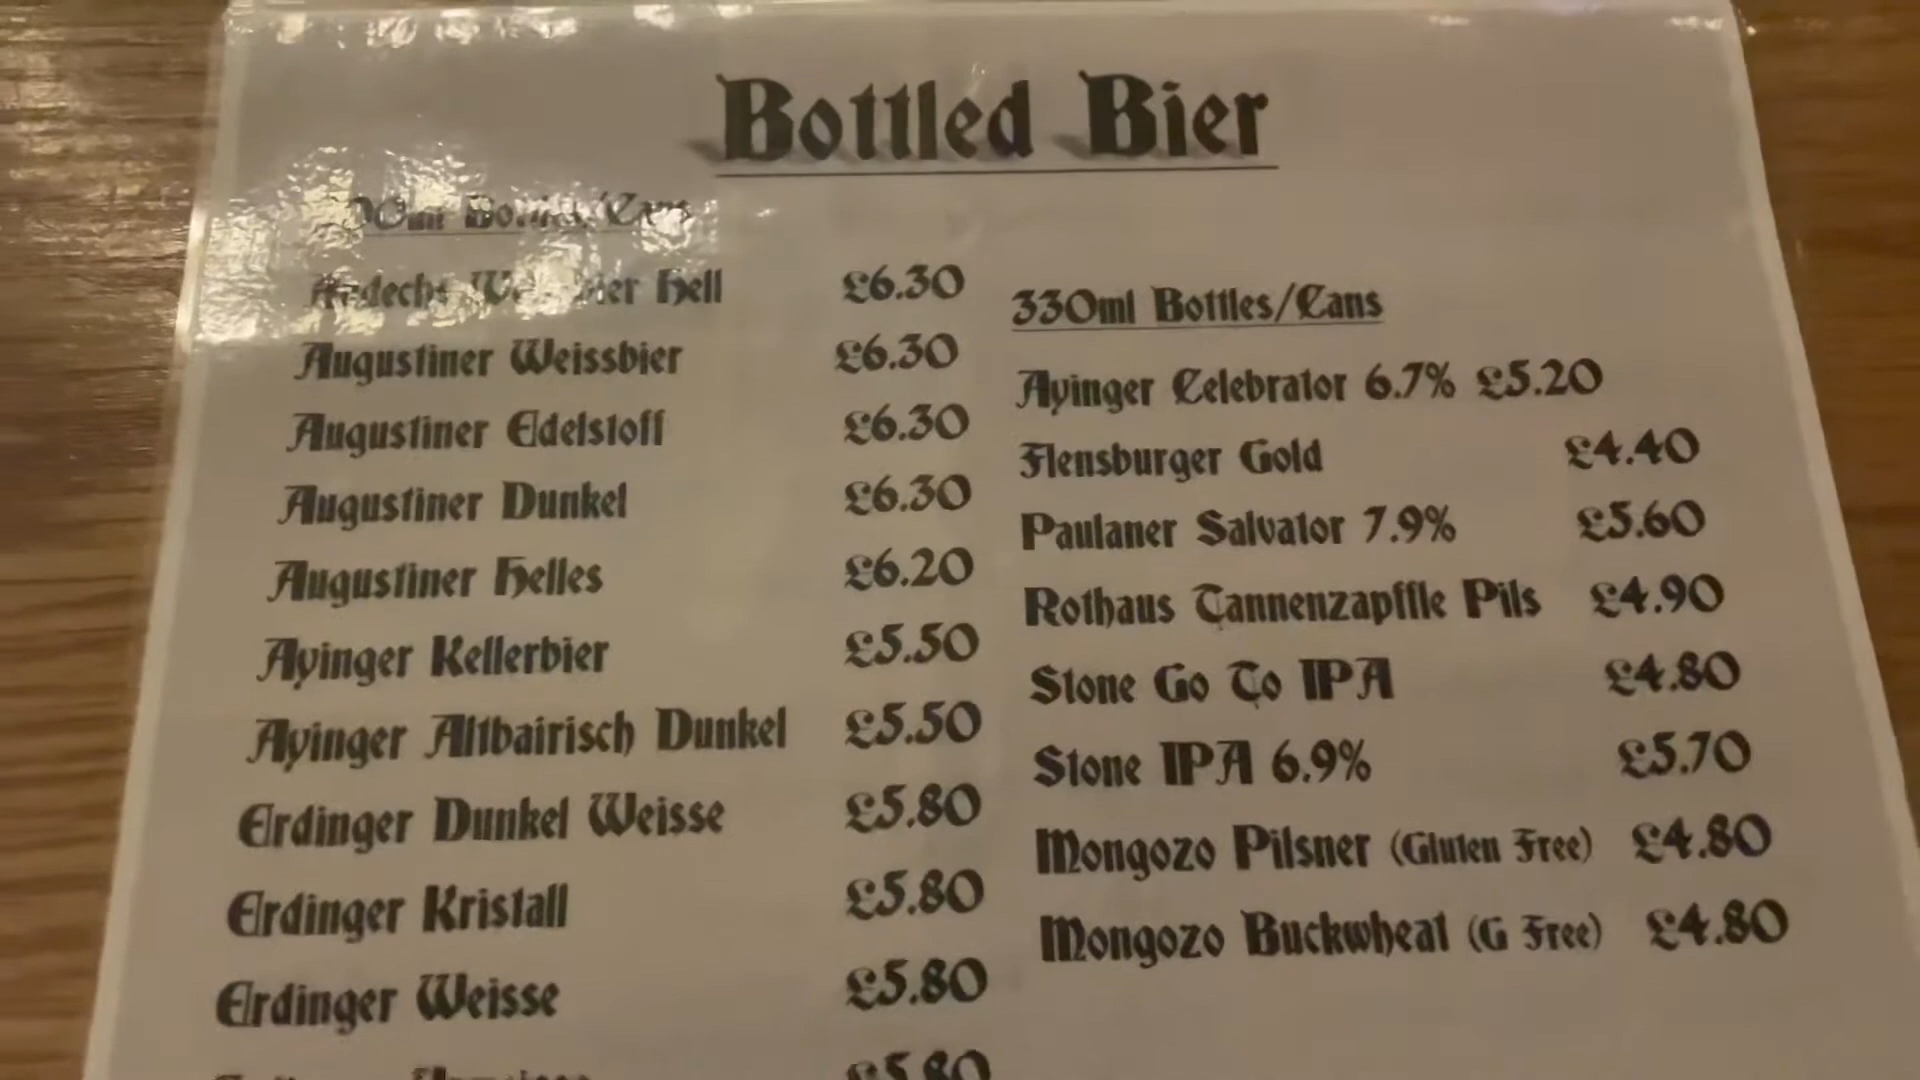 Bottled Bier
Bottles/Cans
Andechs Weissbier Hell £6.30
Augustiner Weissbier £6.30
Augustiner Edelstoff £6.30
Augustiner Dunkel £6.30
Augustiner Helles £6.20
Ayinger Kellerbier £5.50
Ayinger Altbairisch Dunkel £5.50
Erdinger Dunkel Weisse £5.80
Erdinger Kristall £5.80
Erdinger Weisse £5.80
£5.80
330ml Bottles/Cans
Ayinger Celebrator 6.7% £5.20
Flensburger Gold £4.40
Paulaner Salvator 7.9% £5.60
Rothaus Tannenzapffle Pils £4.90
Stone Go To IPA £4.80
Stone IPA 6.9% £5.70
Mongozo Pilsner (Gluten Free) £4.80
Mongozo Buckwheat (G Free) £4.80